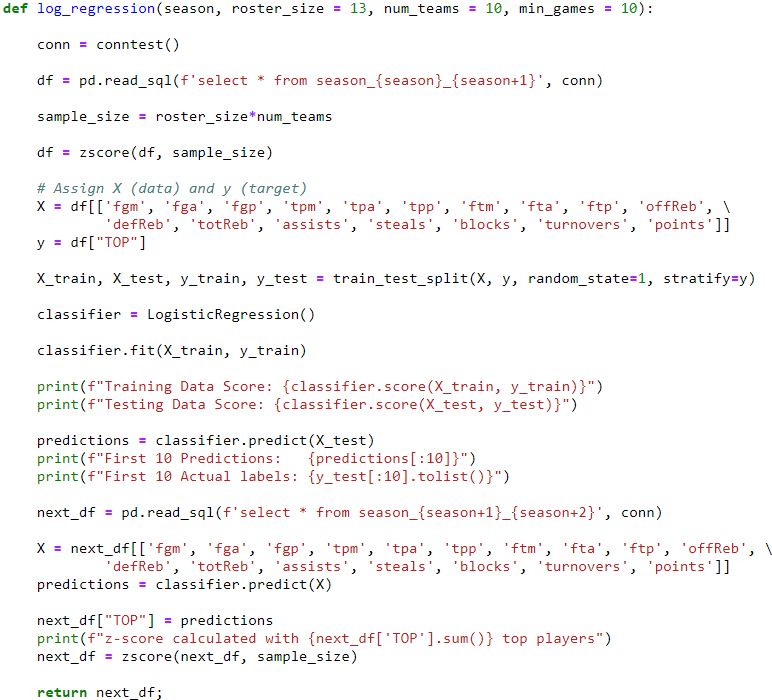 def log_regression(season, roster_size = 13, num_teams = 10, min_games = 10):
conn = conntest()
df = pd.read_sql(f'select * from season_{season}_{season+1}', conn)
sample_size = roster_size*num_teams
df = zscore(df, sample_size)
# Assign X (data) and y (target)
X = df[['fgm', 'fga', 'fgp', 'tpm', 'tpa', 'tpp', 'ftm', 'fta', 'ftp', 'offReb', \
'defReb', 'totReb', 'assists', 'steals', 'blocks', 'turnovers', 'points']]
y = df["TOP"]
X_train, X_test, y_train, y_test = train_test_split(X, y, random_state=1, stratify=y)
classifier = LogisticRegression()
classifier.fit(X_train, y_train)
print(f"Training Data Score: {classifier.score(X_train, y_train)}")
print(f"Testing Data Score: {classifier.score(X_test, y_test)}")
predictions = classifier.predict(X_test)
print(f"First 10 Predictions:   {predictions[:10]}")
print(f"First 10 Actual labels: {y_test[:10].tolist()}")
next_df = pd.read_sql(f'select * from season_{season+1}_{season+2}', conn)
X = next_df[['fgm', 'fga', 'fgp', 'tpm', 'tpa', 'tpp', 'ftm', 'fta', 'ftp', 'offReb', \
'defReb', 'totReb', 'assists', 'steals', 'blocks', 'turnovers', 'points']]
predictions = classifier.predict(X)
next_df["TOP"] = predictions
print(f"z-score calculated with {next_df['TOP'].sum()} top players")
next_df = zscore(next_df, sample_size)
return next_df;